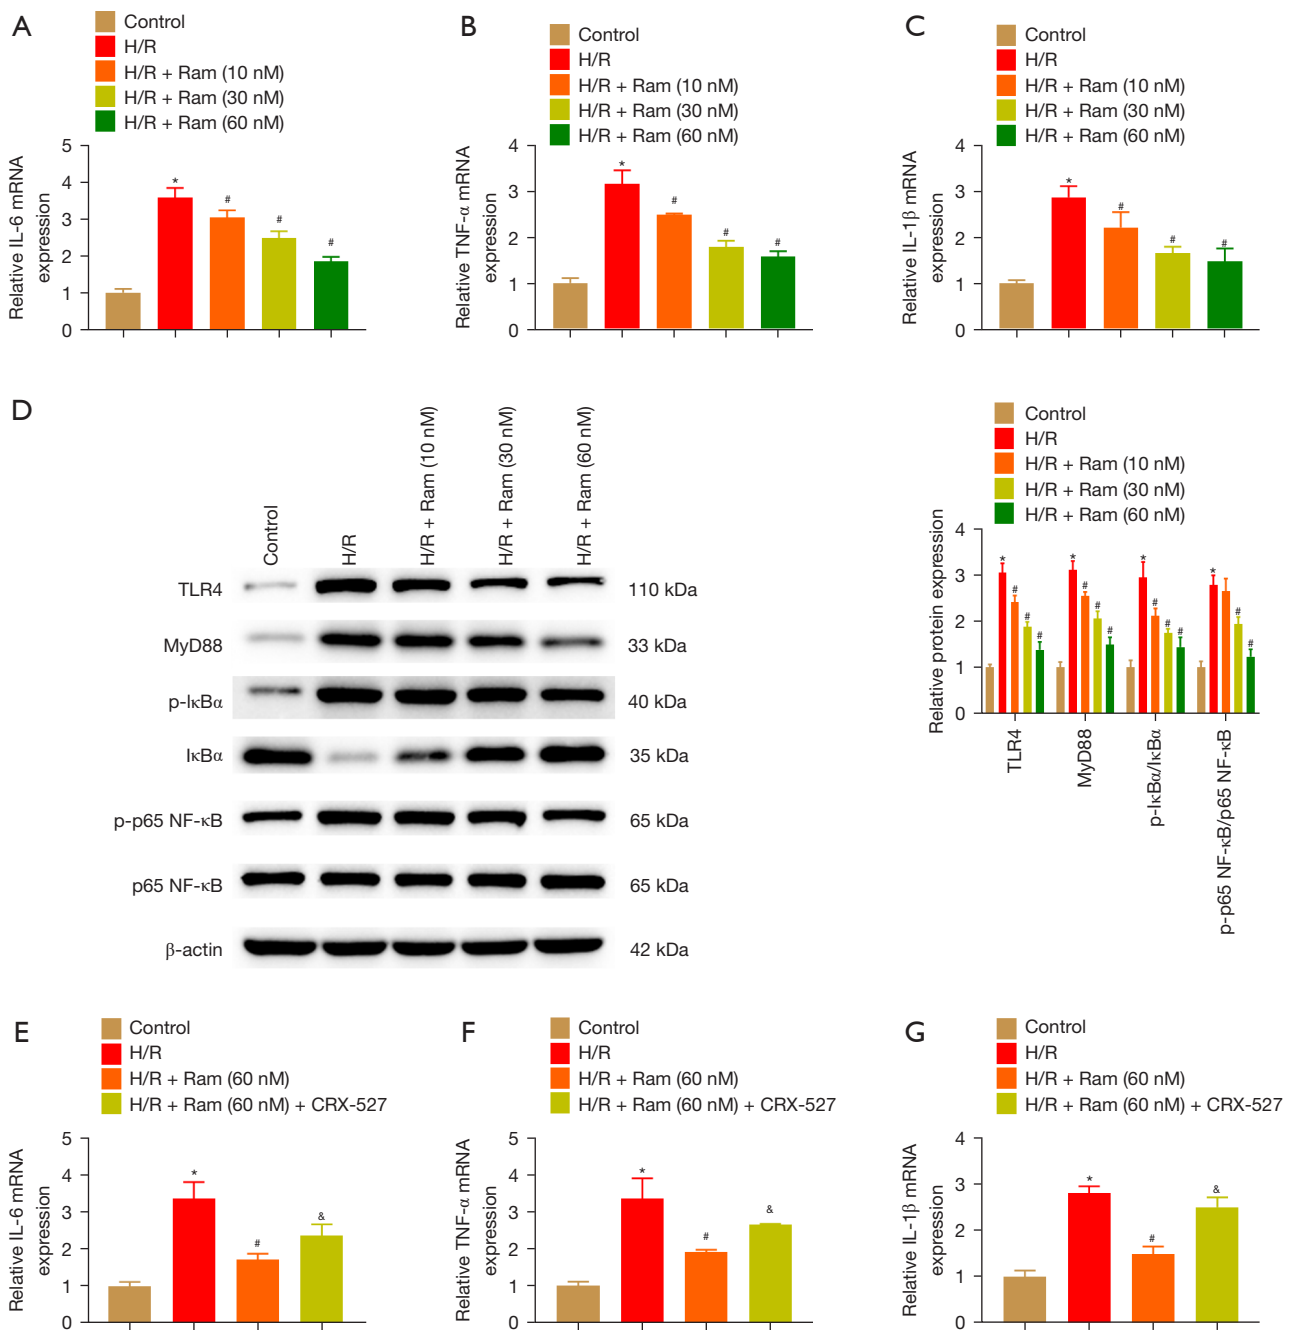 A
Control
H/R
H/R + Ram (10 nM)
H/R + Ram (30 nM)
H/R + Ram (60 nM)
Relative IL-6 mRNA
expression
5
4
3
2
1
0
*
#
#
#
B
Control
H/R
H/R + Ram (10 nM)
H/R + Ram (30 nM)
H/R + Ram (60 nM)
Relative TNF-α mRNA
expression
4
3
2
1
0
*
#
#
#
C
Control
H/R
H/R + Ram (10 nM)
H/R + Ram (30 nM)
H/R + Ram (60 nM)
Relative IL-1β mRNA
expression
4
3
2
1
0
*
#
#
#
D
Control
H/R
H/R + Ram (10 nM)
H/R + Ram (30 nM)
H/R + Ram (60 nM)
TLR4 110 kDa
MyD88 33 kDa
p-IκBα 40 kDa
IκBα 35 kDa
p-p65 NF-κB 65 kDa
p65 NF-κB 65 kDa
β-actin 42 kDa
Control
H/R
H/R + Ram (10 nM)
H/R + Ram (30 nM)
H/R + Ram (60 nM)
Relative protein expression
4
3
2
1
0
*
#
#
#
*
#
#
#
*
#
#
#
*
#
#
TLR4
MyD88
p-IκBα/IκBα
p-p65 NF-κB/p65 NF-κB
E
Control
H/R
H/R + Ram (60 nM)
H/R + Ram (60 nM) + CRX-527
Relative IL-6 mRNA
expression
5
4
3
2
1
0
*
#
&
F
Control
H/R
H/R + Ram (60 nM)
H/R + Ram (60 nM) + CRX-527
Relative TNF-α mRNA
expression
5
4
3
2
1
0
*
#
&
G
Control
H/R
H/R + Ram (60 nM)
H/R + Ram (60 nM) + CRX-527
Relative IL-1β mRNA
expression
4
3
2
1
0
*
#
&